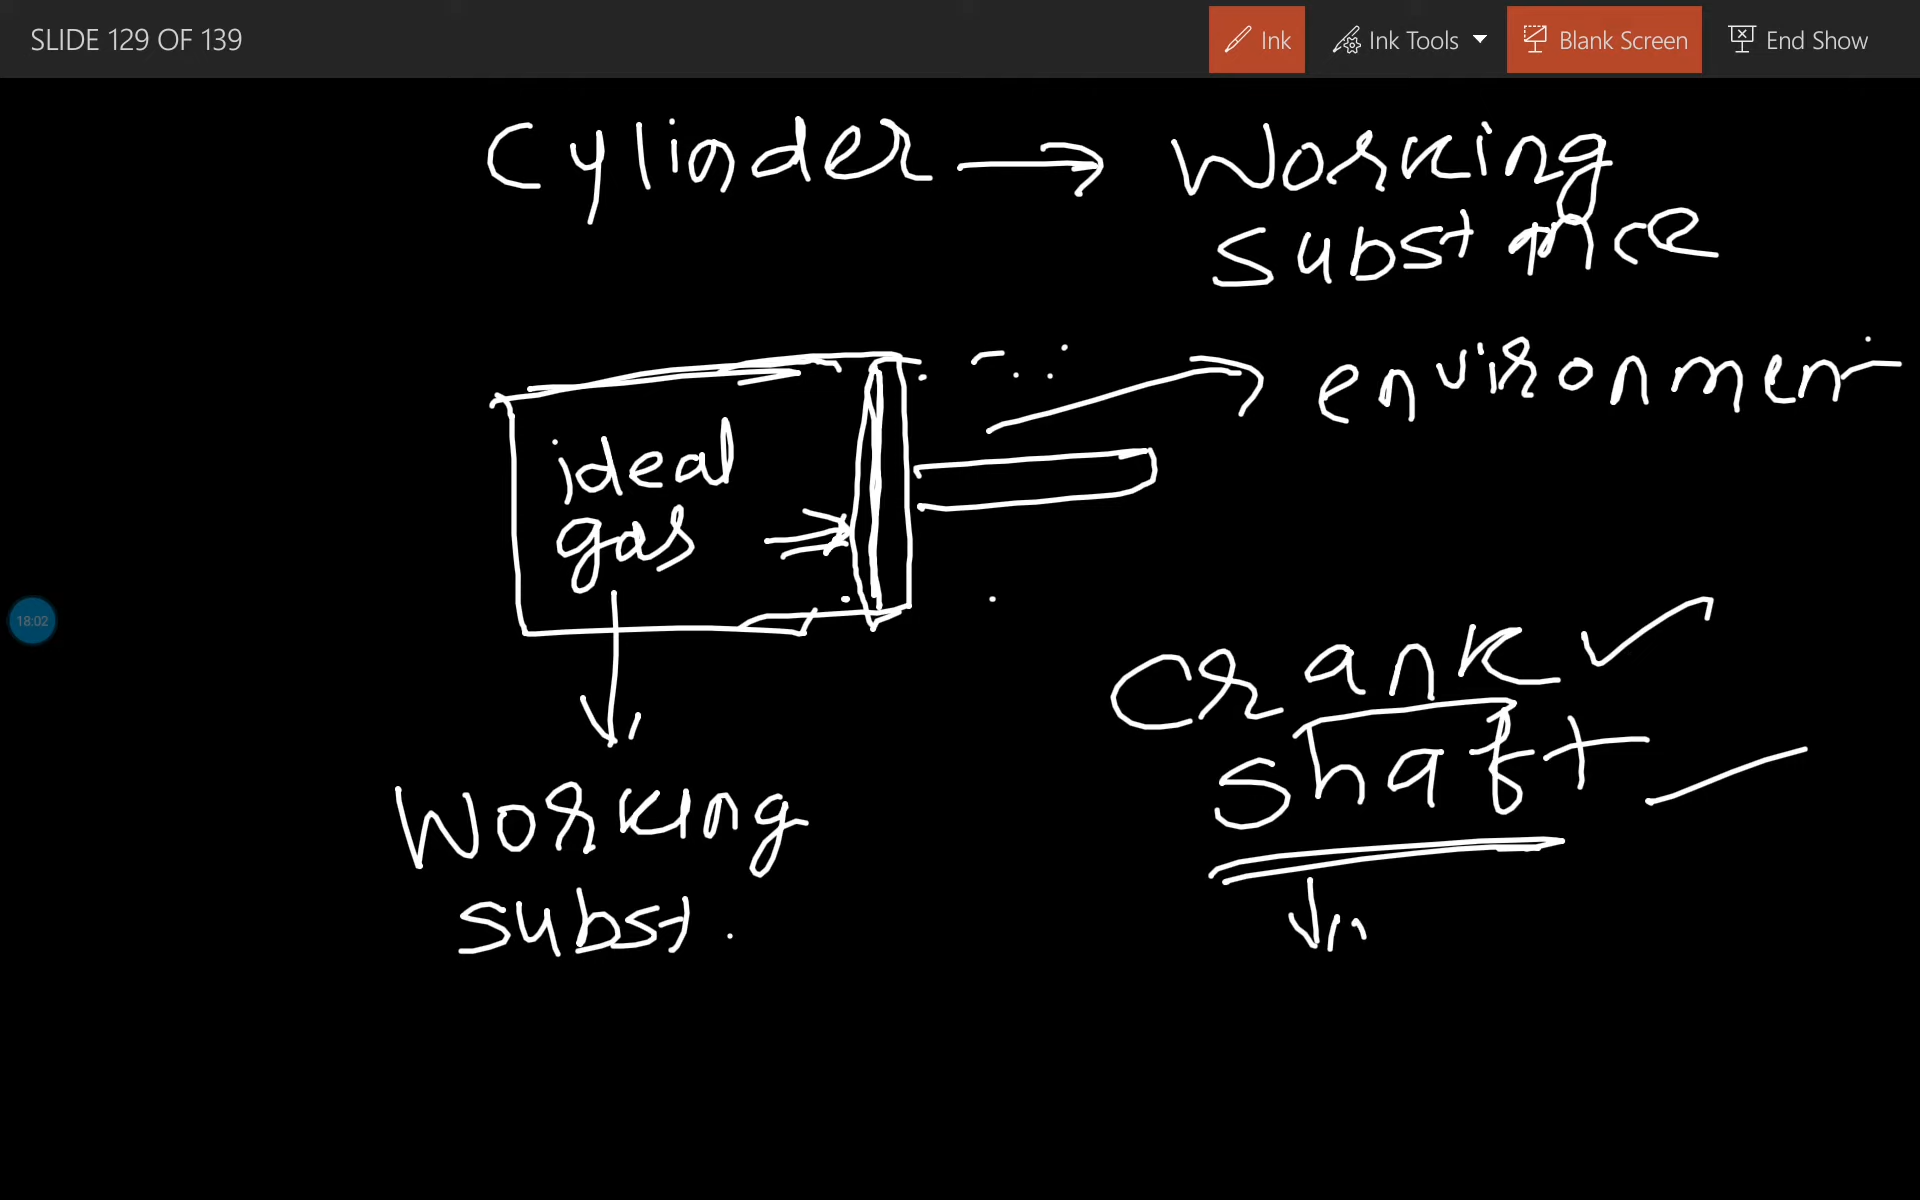 SLIDE 129 OF 139
Ink
Ink Tools
Blank Screen
End Show
Cylinder → Working
substance
environment
ideal
gas
18:02
Crank ✓
shaft
Working
subst.